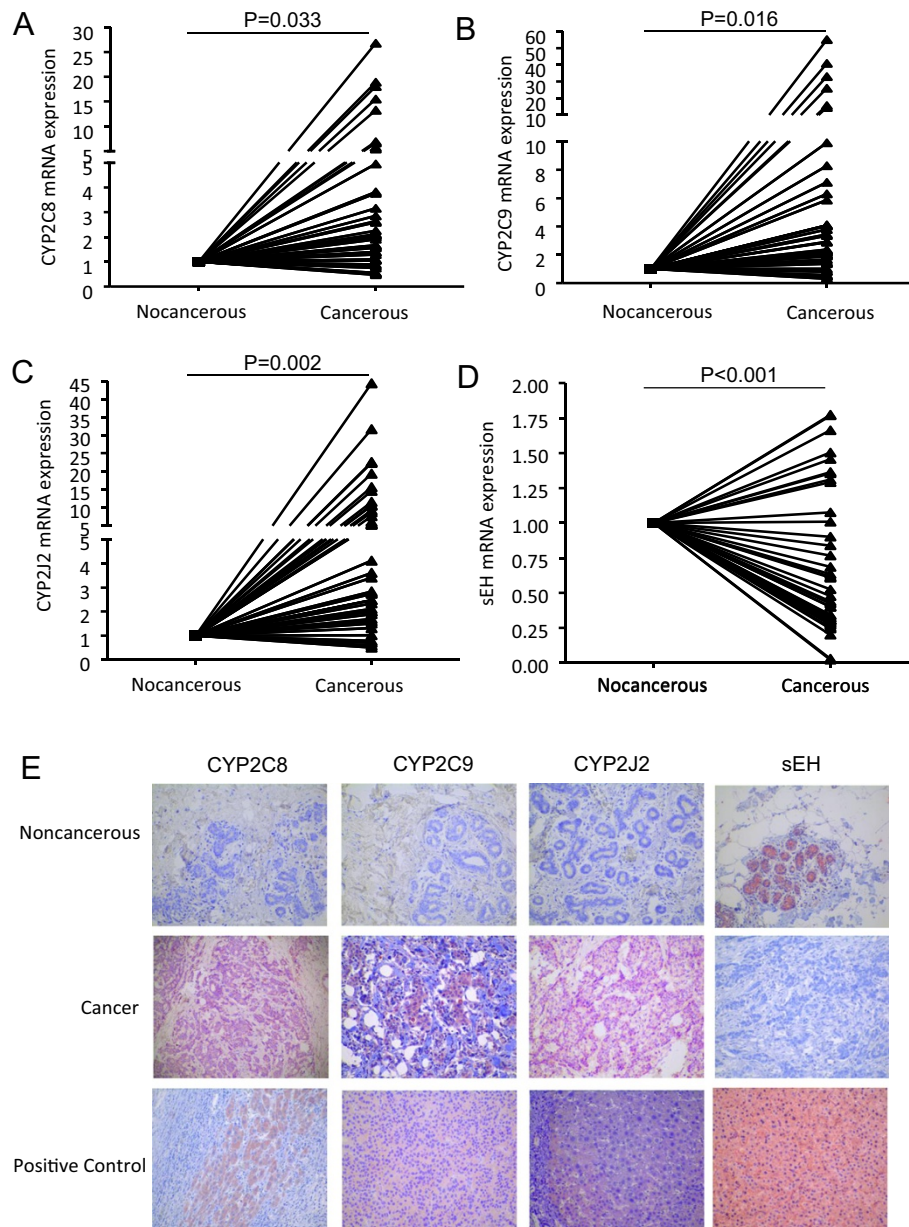 A
P=0.033
CYP2C8 mRNA expression
30
25
20
15
10
5
5
4
3
2
1
0
Nocancerous
Cancerous
B
P=0.016
CYP2C9 mRNA expression
60
50
40
30
20
10
10
8
6
4
2
0
Nocancerous
Cancerous
C
P=0.002
CYP2J2 mRNA expression
45
40
35
30
25
20
15
10
5
5
4
3
2
1
0
Nocancerous
Cancerous
D
P<0.001
sEH mRNA expression
2.00
1.75
1.50
1.25
1.00
0.75
0.50
0.25
0.00
Nocancerous
Cancerous
E
CYP2C8
CYP2C9
CYP2J2
sEH
Noncancerous
Cancer
Positive Control